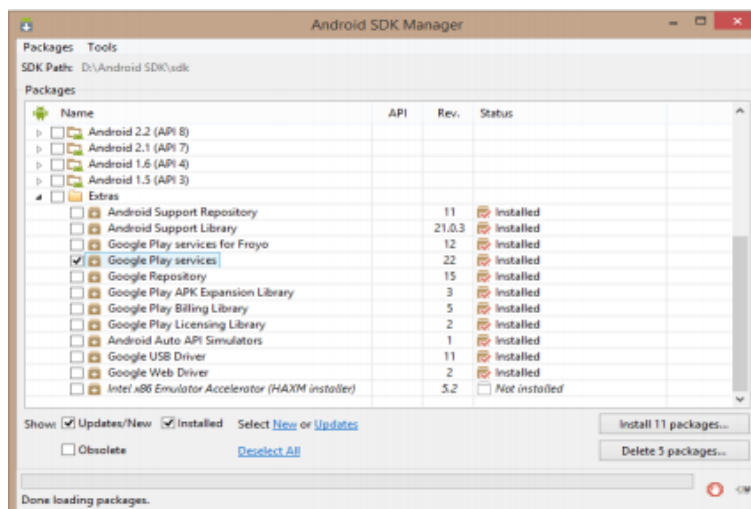 Android SDK Manager
Packages Tools
SDK Path: D:\Android SDK\sdk
Packages
Name API Rev. Status
Android 2.2 (API 8)
Android 2.1 (API 7)
Android 1.6 (API 4)
Android 1.5 (API 3)
Extras
Android Support Repository 11 Installed
Android Support Library 21.0.3 Installed
Google Play services for Froyo 12 Installed
Google Play services 22 Installed
Google Repository 15 Installed
Google Play APK Expansion Library 3 Installed
Google Play Billing Library 5 Installed
Google Play Licensing Library 2 Installed
Android Auto API Simulators 1 Installed
Google USB Driver 11 Installed
Google Web Driver 2 Installed
Intel x86 Emulator Accelerator (HAXM installer) 5.2 Not installed
Show: Updates/New Installed Select New or Updates Install 11 packages...
Obsolete Deselect All Delete 5 packages...
Done loading packages.